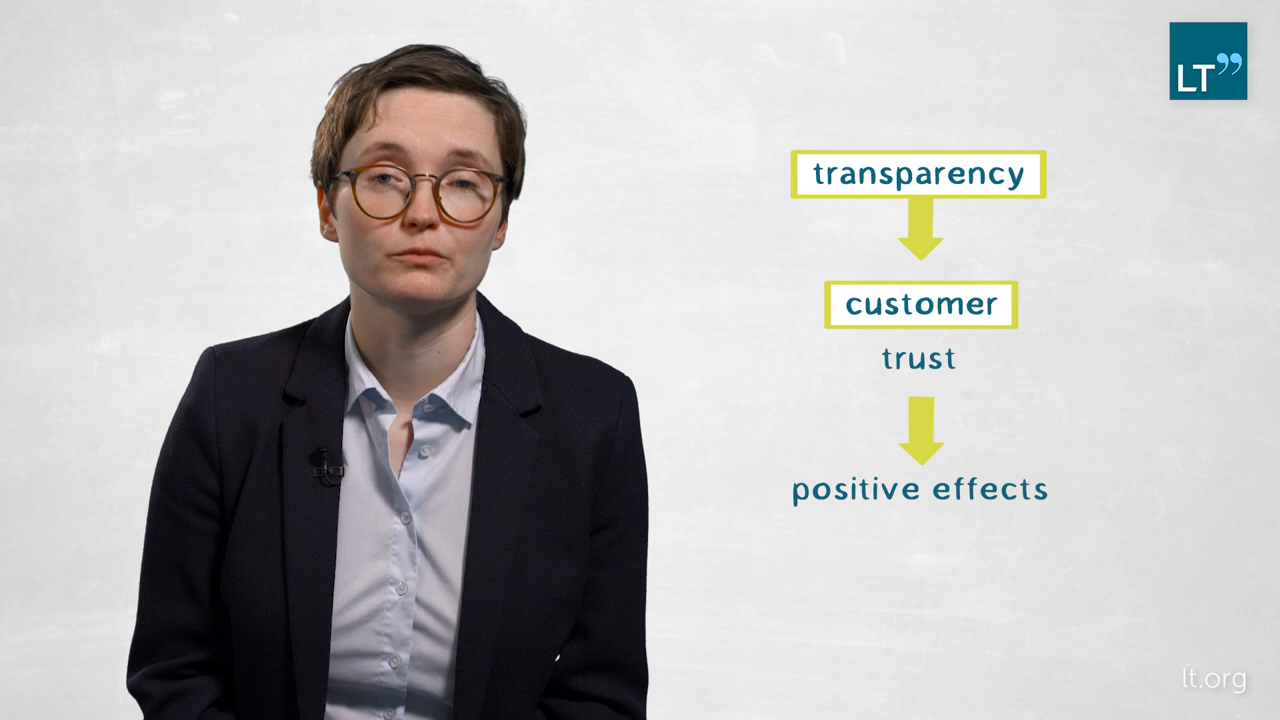 LT”
transparency
customer
trust
positive effects
lt.org